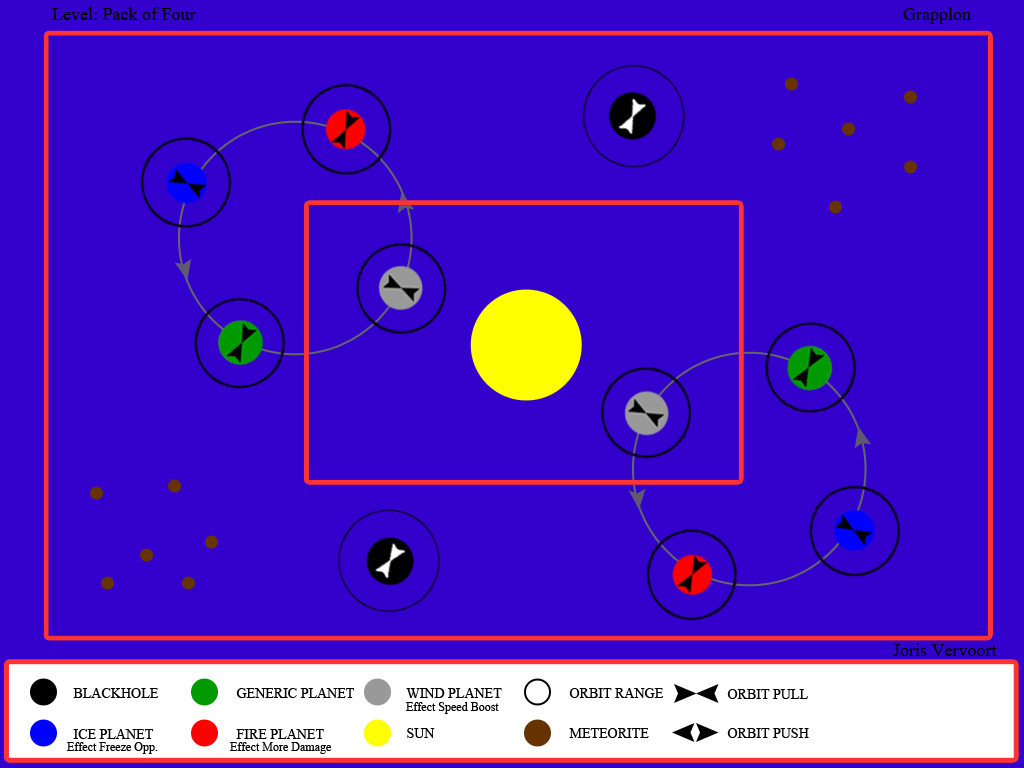 Level: Pack of Four
Grapplon
Joris Vervoort
BLACKHOLE
GENERIC PLANET
WIND PLANET
Effect Speed Boost
ORBIT RANGE
ORBIT PULL
ICE PLANET
Effect Freeze Opp.
FIRE PLANET
Effect More Damage
SUN
METEORITE
ORBIT PUSH